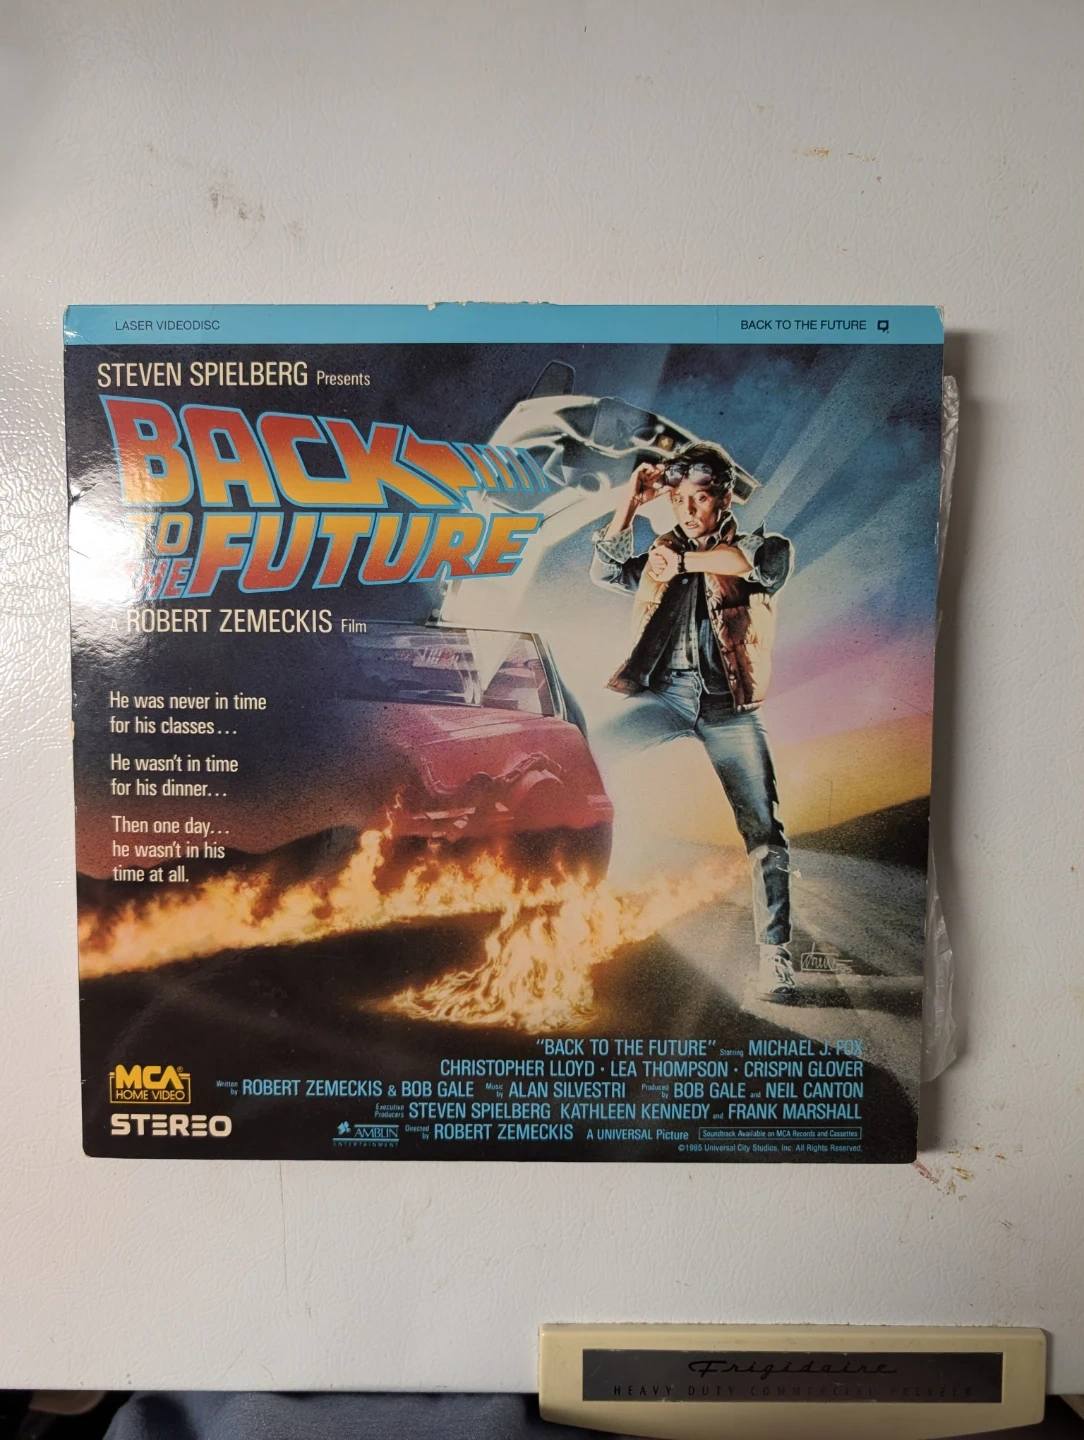 LASER VIDEODISC
BACK TO THE FUTURE
STEVEN SPIELBERG Presents
BACK
TO
THE FUTURE
A ROBERT ZEMECKIS Film
He was never in time
for his classes...
He wasn't in time
for his dinner...
Then one day...
he wasn't in his
time at all.
"BACK TO THE FUTURE" Starring MICHAEL J. FOX
CHRISTOPHER LLOYD · LEA THOMPSON · CRISPIN GLOVER
Written by ROBERT ZEMECKIS & BOB GALE Music by ALAN SILVESTRI Produced by BOB GALE and NEIL CANTON
Executive Producers STEVEN SPIELBERG KATHLEEN KENNEDY and FRANK MARSHALL
AMBLIN ENTERTAINMENT Directed by ROBERT ZEMECKIS A UNIVERSAL Picture Soundtrack Available on MCA Records and Cassettes
©1985 Universal City Studios, Inc. All Rights Reserved.
MCA®
HOME VIDEO
STEREO
Frigidaire
HEAVY DUTY COMMERCIAL FREEZER